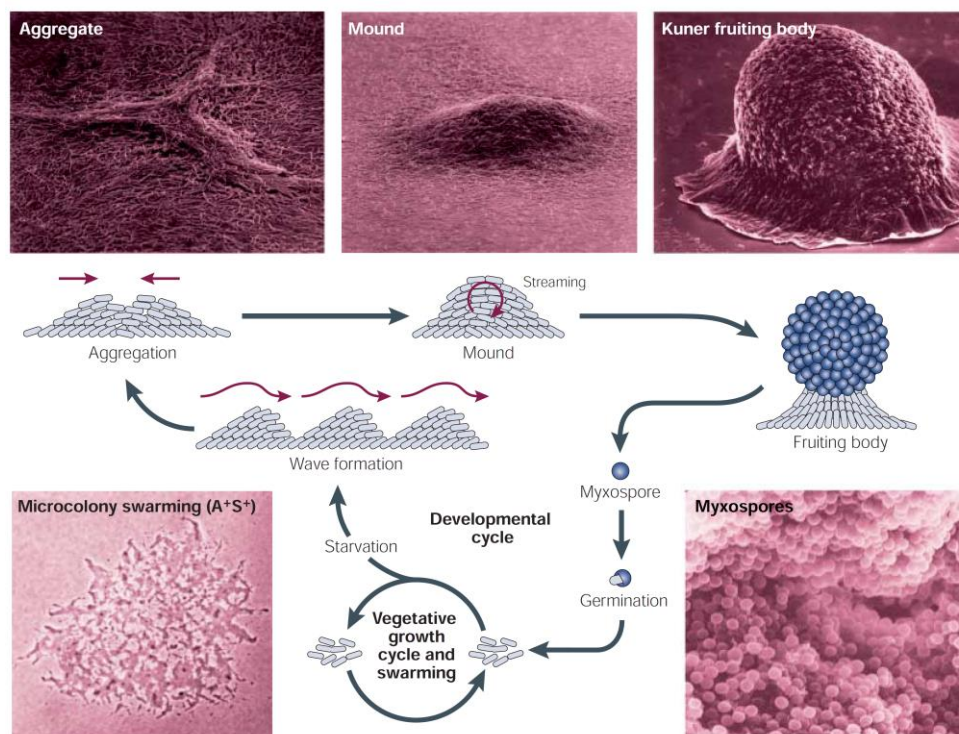 Aggregate
Mound
Kuner fruiting body
Streaming
Aggregation
Mound
Fruiting body
Wave formation
Microcolony swarming (A⁺S⁺)
Myxospore
Myxospores
Developmental
cycle
Starvation
Germination
Vegetative
growth
cycle and
swarming